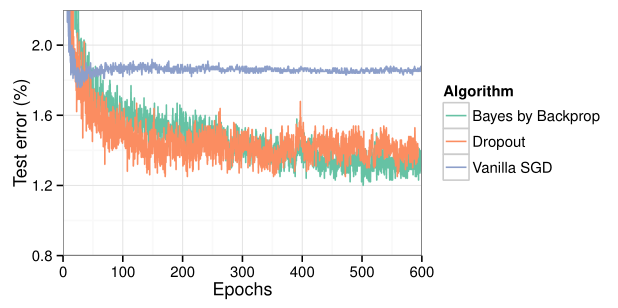 2.0
1.6
1.2
0.8
Test error (%)
0 100 200 300 400 500 600
Epochs
Algorithm
Bayes by Backprop
Dropout
Vanilla SGD